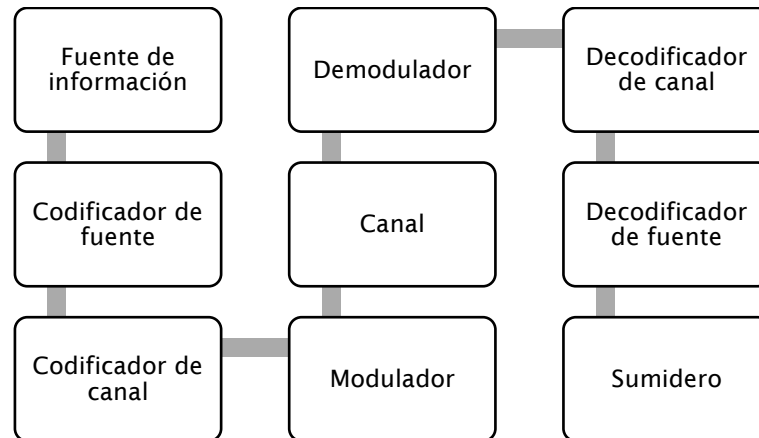 Fuente de
información
Codificador de
fuente
Codificador de
canal
Modulador
Canal
Demodulador
Decodificador
de canal
Decodificador
de fuente
Sumidero